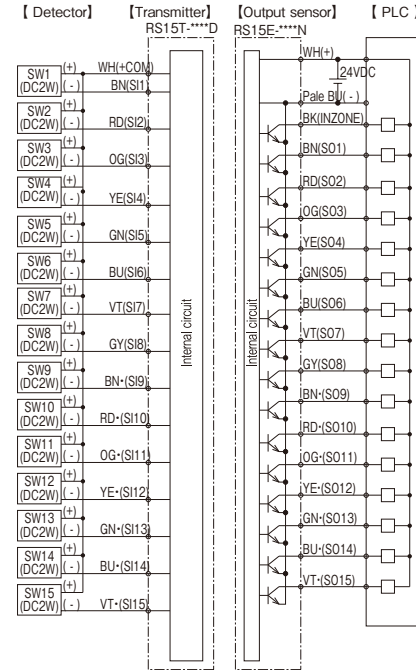 【 Detector】 【Transmitter】 【Output sensor】 【 PLC 】
RS15T-****D RS15E-****N
WH(+)
24VDC
Pale BU( - )
SW1 (DC2W) (+) ( - ) WH(+COM) BN(SI1)
SW2 (DC2W) (+) ( - ) RD(SI2)
SW3 (DC2W) (+) ( - ) OG(SI3)
SW4 (DC2W) (+) ( - ) YE(SI4)
SW5 (DC2W) (+) ( - ) GN(SI5)
SW6 (DC2W) (+) ( - ) BU(SI6)
SW7 (DC2W) (+) ( - ) VT(SI7)
SW8 (DC2W) (+) ( - ) GY(SI8)
SW9 (DC2W) (+) ( - ) BN•(SI9)
SW10 (DC2W) (+) ( - ) RD•(SI10)
SW11 (DC2W) (+) ( - ) OG•(SI11)
SW12 (DC2W) (+) ( - ) YE•(SI12)
SW13 (DC2W) (+) ( - ) GN•(SI13)
SW14 (DC2W) (+) ( - ) BU•(SI14)
SW15 (DC2W) (+) ( - ) VT•(SI15)
Internal circuit
Internal circuit
BK(INZONE)
BN(SO1)
RD(SO2)
OG(SO3)
YE(SO4)
GN(SO5)
BU(SO6)
VT(SO7)
GY(SO8)
BN•(SO9)
RD•(SO10)
OG•(SO11)
YE•(SO12)
GN•(SO13)
BU•(SO14)
VT•(SO15)